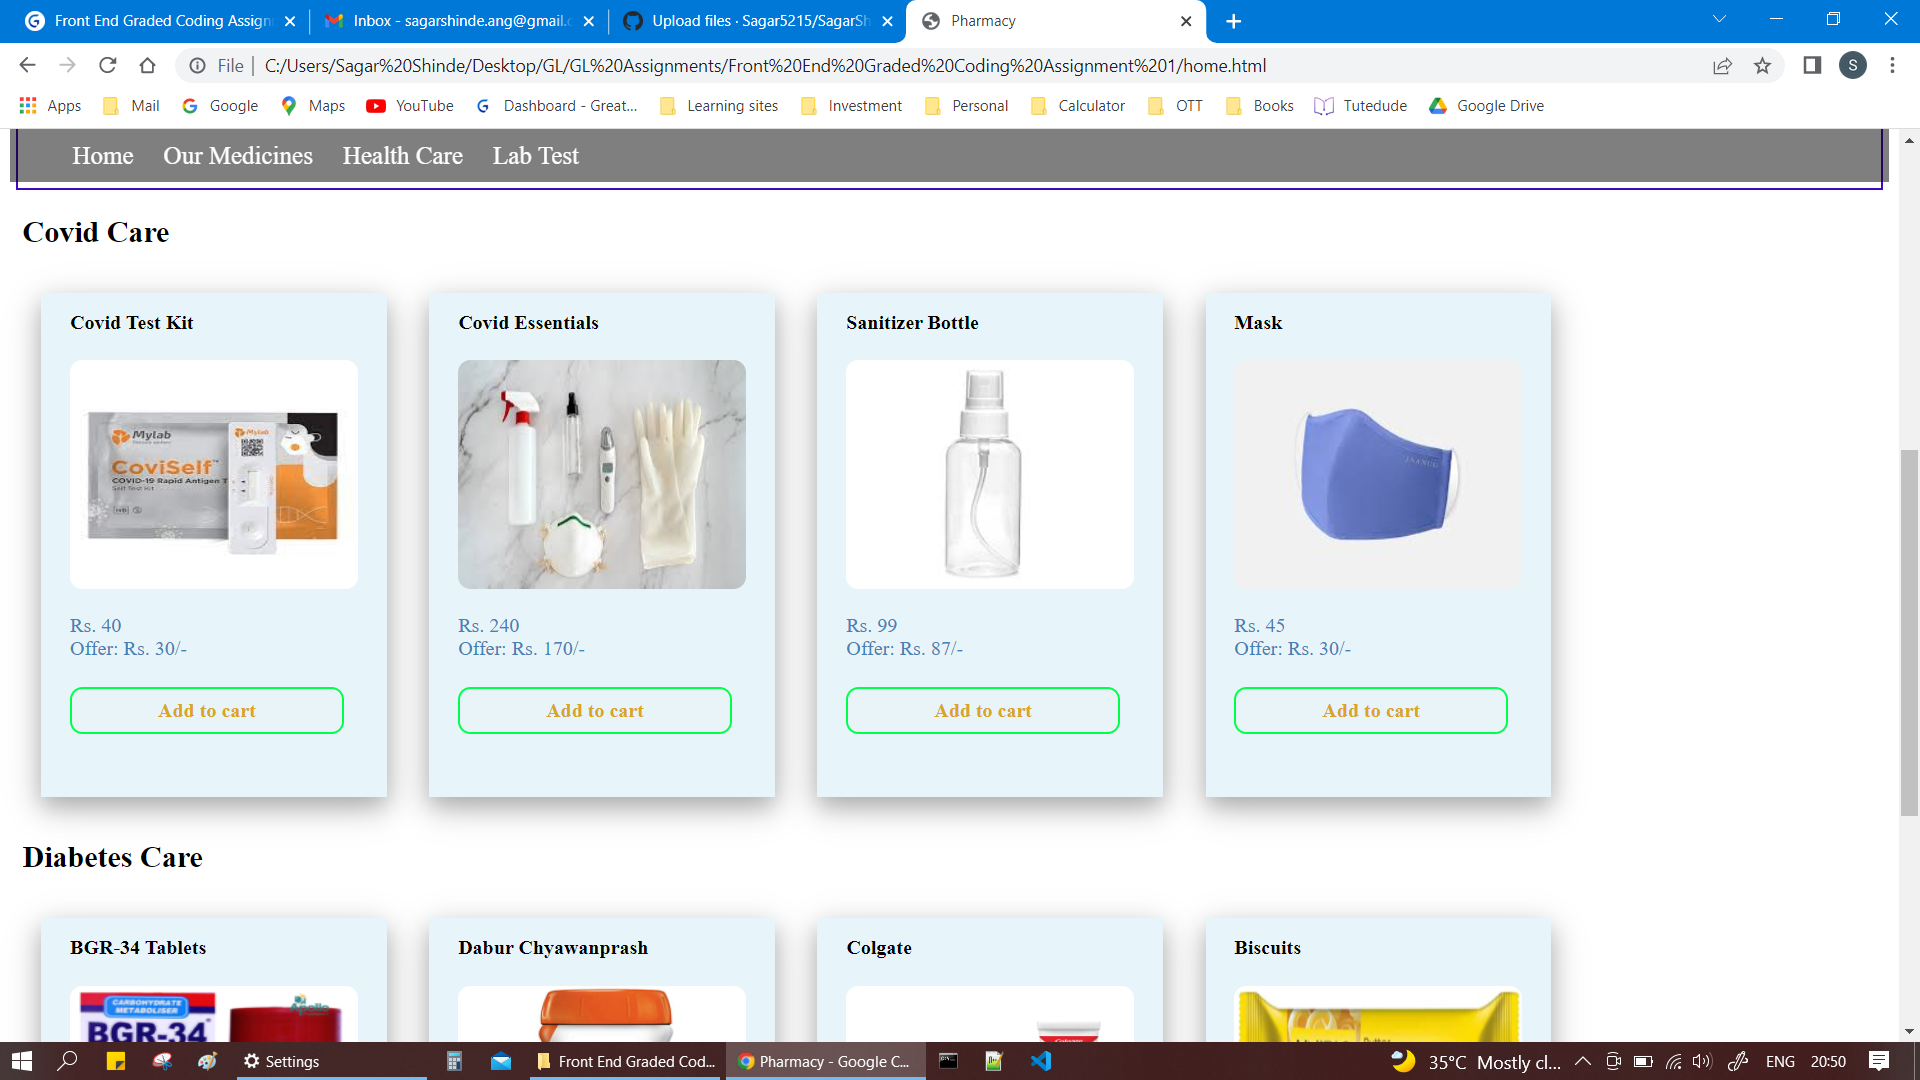 Front End Graded Coding Assign
Inbox - sagarshinde.ang@gmail.c
Upload files · Sagar5215/SagarSh
Pharmacy
File
C:/Users/Sagar%20Shinde/Desktop/GL/GL%20Assignments/Front%20End%20Graded%20Coding%20Assignment%201/home.html
S
Apps
Mail
Google
Maps
YouTube
Dashboard - Great...
Learning sites
Investment
Personal
Calculator
OTT
Books
Tutedude
Google Drive
Home
Our Medicines
Health Care
Lab Test
Covid Care
Covid Test Kit
Covid Essentials
Sanitizer Bottle
Mask
Mylab
CoviSelf™
COVID-19 Rapid Antigen T
Self Test Kit
Mylab
Rs. 40
Offer: Rs. 30/-
Rs. 240
Offer: Rs. 170/-
Rs. 99
Offer: Rs. 87/-
Rs. 45
Offer: Rs. 30/-
Add to cart
Add to cart
Add to cart
Add to cart
Diabetes Care
BGR-34 Tablets
Dabur Chyawanprash
Colgate
Biscuits
CARBOHYDRATE
METABOLISER
BGR-34
Apollo
Settings
Front End Graded Cod...
Pharmacy - Google C...
35°C Mostly cl...
ENG
20:50